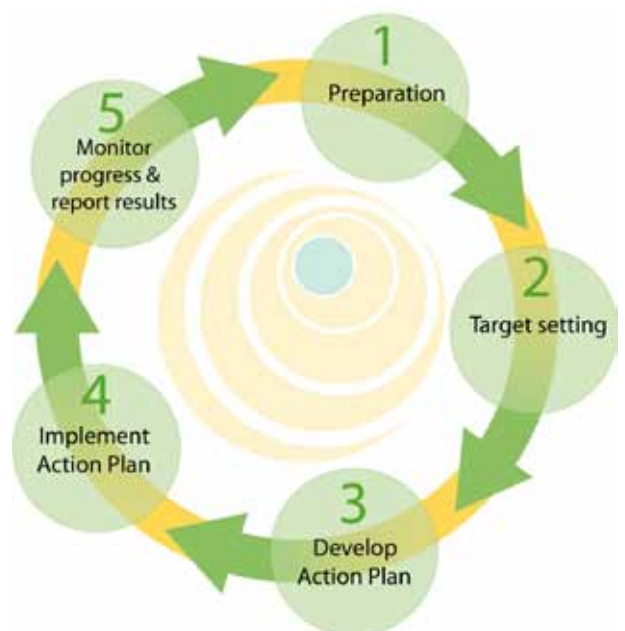 1
Preparation
2
Target setting
3
Develop
Action Plan
4
Implement
Action Plan
5
Monitor
progress &
report results